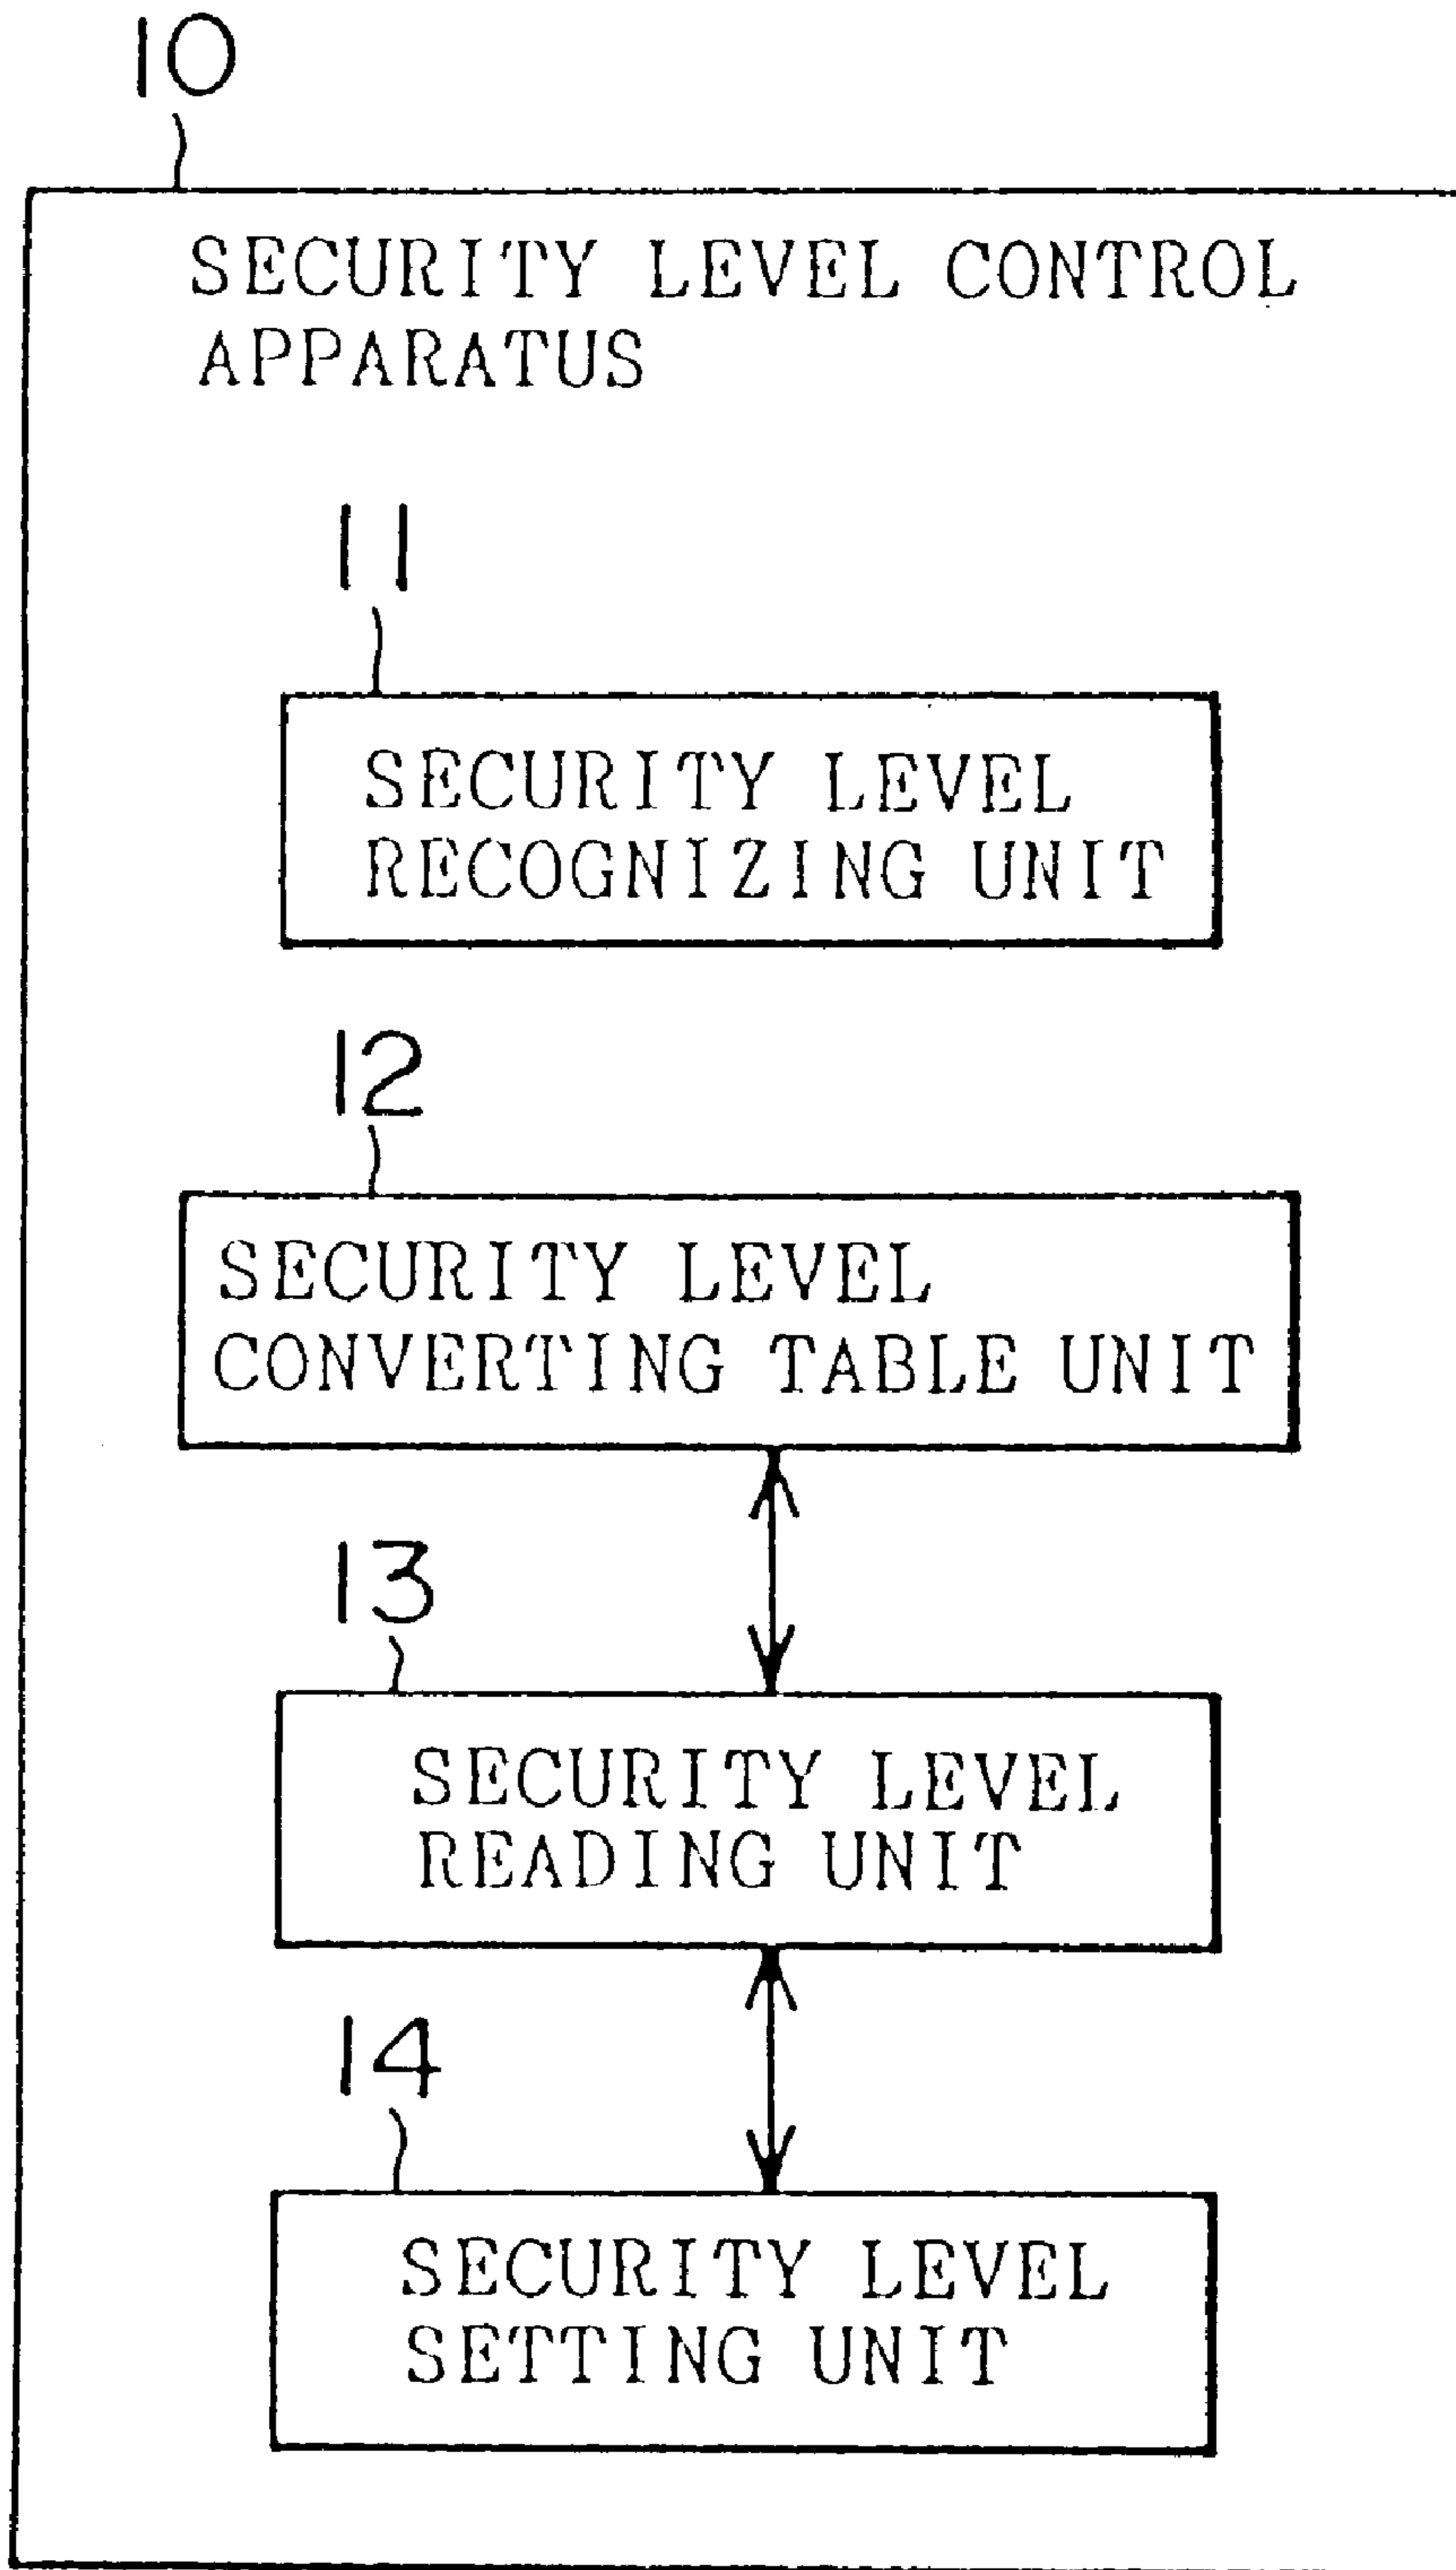 10
SECURITY LEVEL CONTROL
APPARATUS
11
SECURITY LEVEL
RECOGNIZING UNIT
12
SECURITY LEVEL
CONVERTING TABLE UNIT
13
SECURITY LEVEL
READING UNIT
14
SECURITY LEVEL
SETTING UNIT